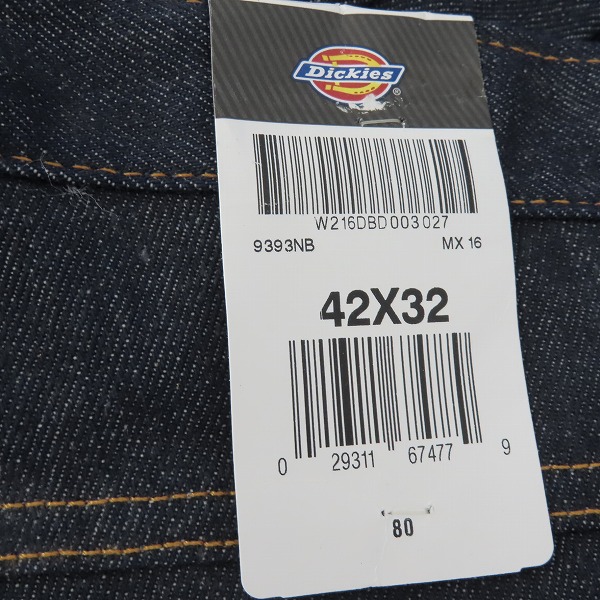 Dickies
®
W216DBD003027
9393NB MX 16
42X32
0 29311 67477 9
80